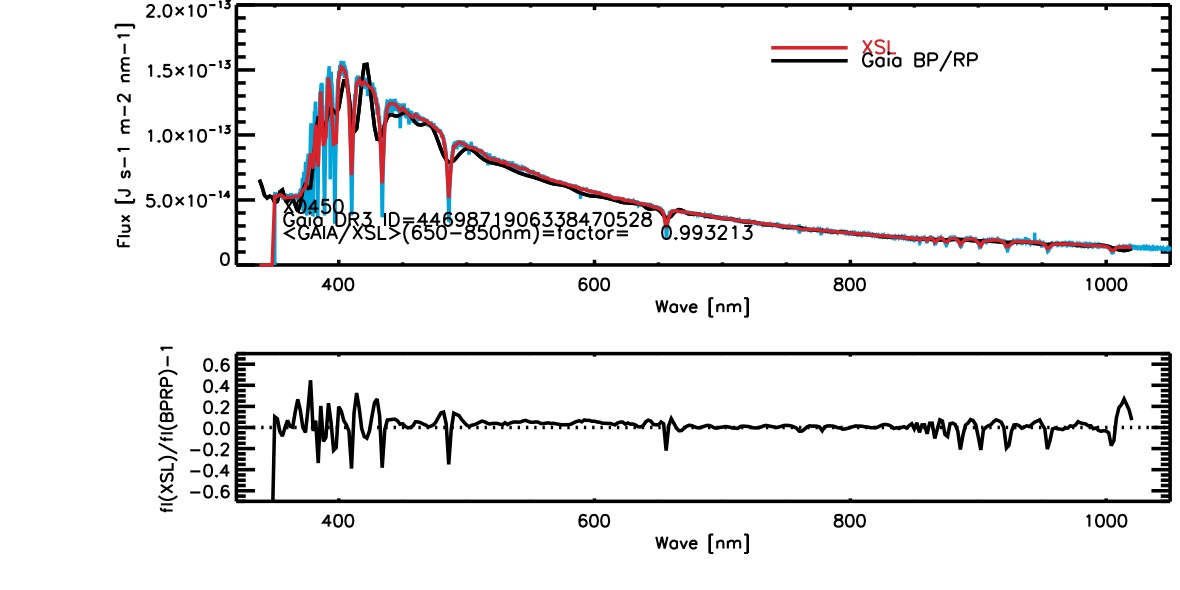 2.0×10−13
1.5×10−13
1.0×10−13
5.0×10−14
0
Flux [J s−1 m−2 nm−1]
XSL
Gaia BP/RP
X0450
Gaia DR3 ID=4469871906338470528
<GAIA/XSL>(650−850nm)=factor= 0.993213
400 600 800 1000
Wave [nm]
0.6
0.4
0.2
0.0
−0.2
−0.4
−0.6
fl(XSL)/fl(BPRP)−1
400 600 800 1000
Wave [nm]